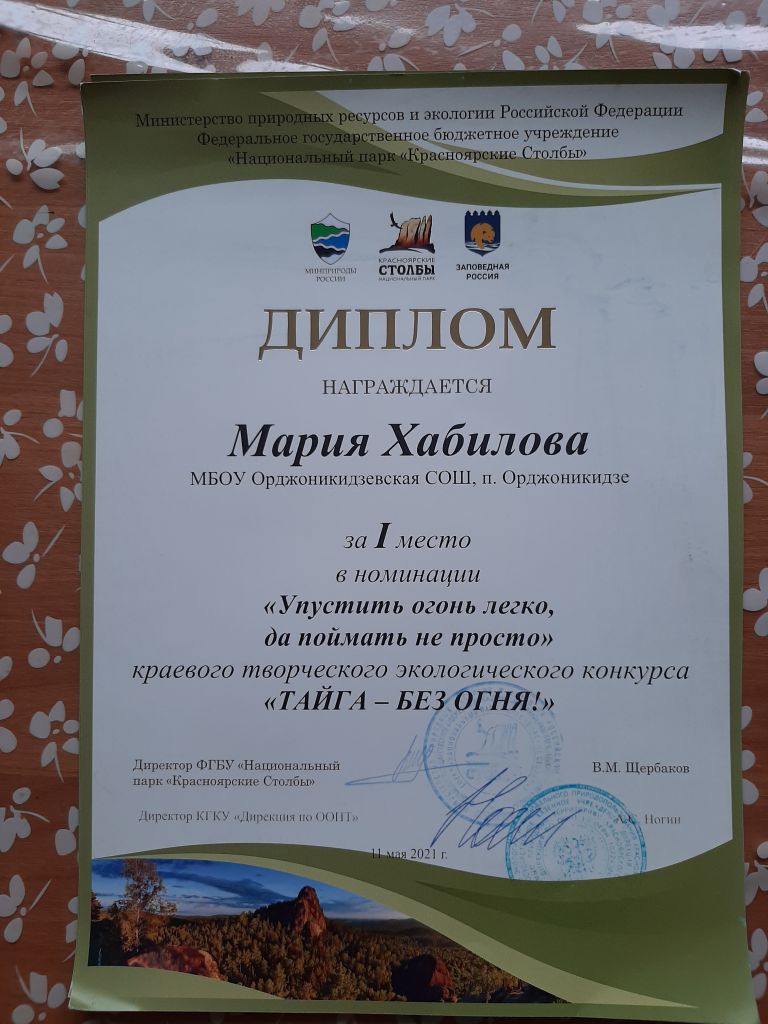 Министерство природных ресурсов и экологии Российской Федерации
Федеральное государственное бюджетное учреждение
«Национальный парк «Красноярские Столбы»
МИНПРИРОДЫ
РОССИИ
КРАСНОЯРСКИЕ
СТОЛБЫ
НАЦИОНАЛЬНЫЙ ПАРК
ЗАПОВЕДНАЯ
РОССИЯ
ДИПЛОМ
НАГРАЖДАЕТСЯ
Мария Хабилова
МБОУ Орджоникидзевская СОШ, п. Орджоникидзе
за I место
в номинации
«Упустить огонь легко,
да поймать не просто»
краевого творческого экологического конкурса
«ТАЙГА – БЕЗ ОГНЯ!»
Директор ФГБУ «Национальный
парк «Красноярские Столбы»
В.М. Щербаков
Директор КГКУ «Дирекция по ООПТ»
А.С. Ногин
11 мая 2021 г.